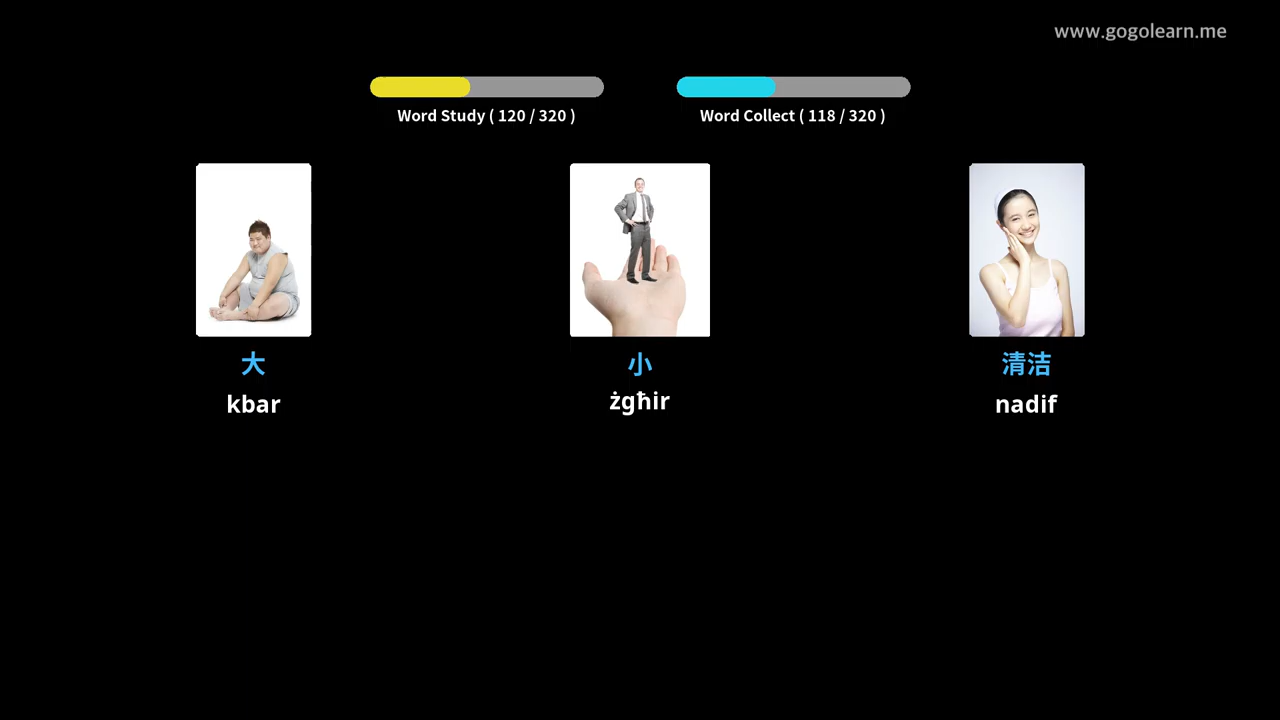 www.gogolearn.me
Word Study ( 120 / 320 )
Word Collect ( 118 / 320 )
大
小
清洁
kbar
żgħir
nadif